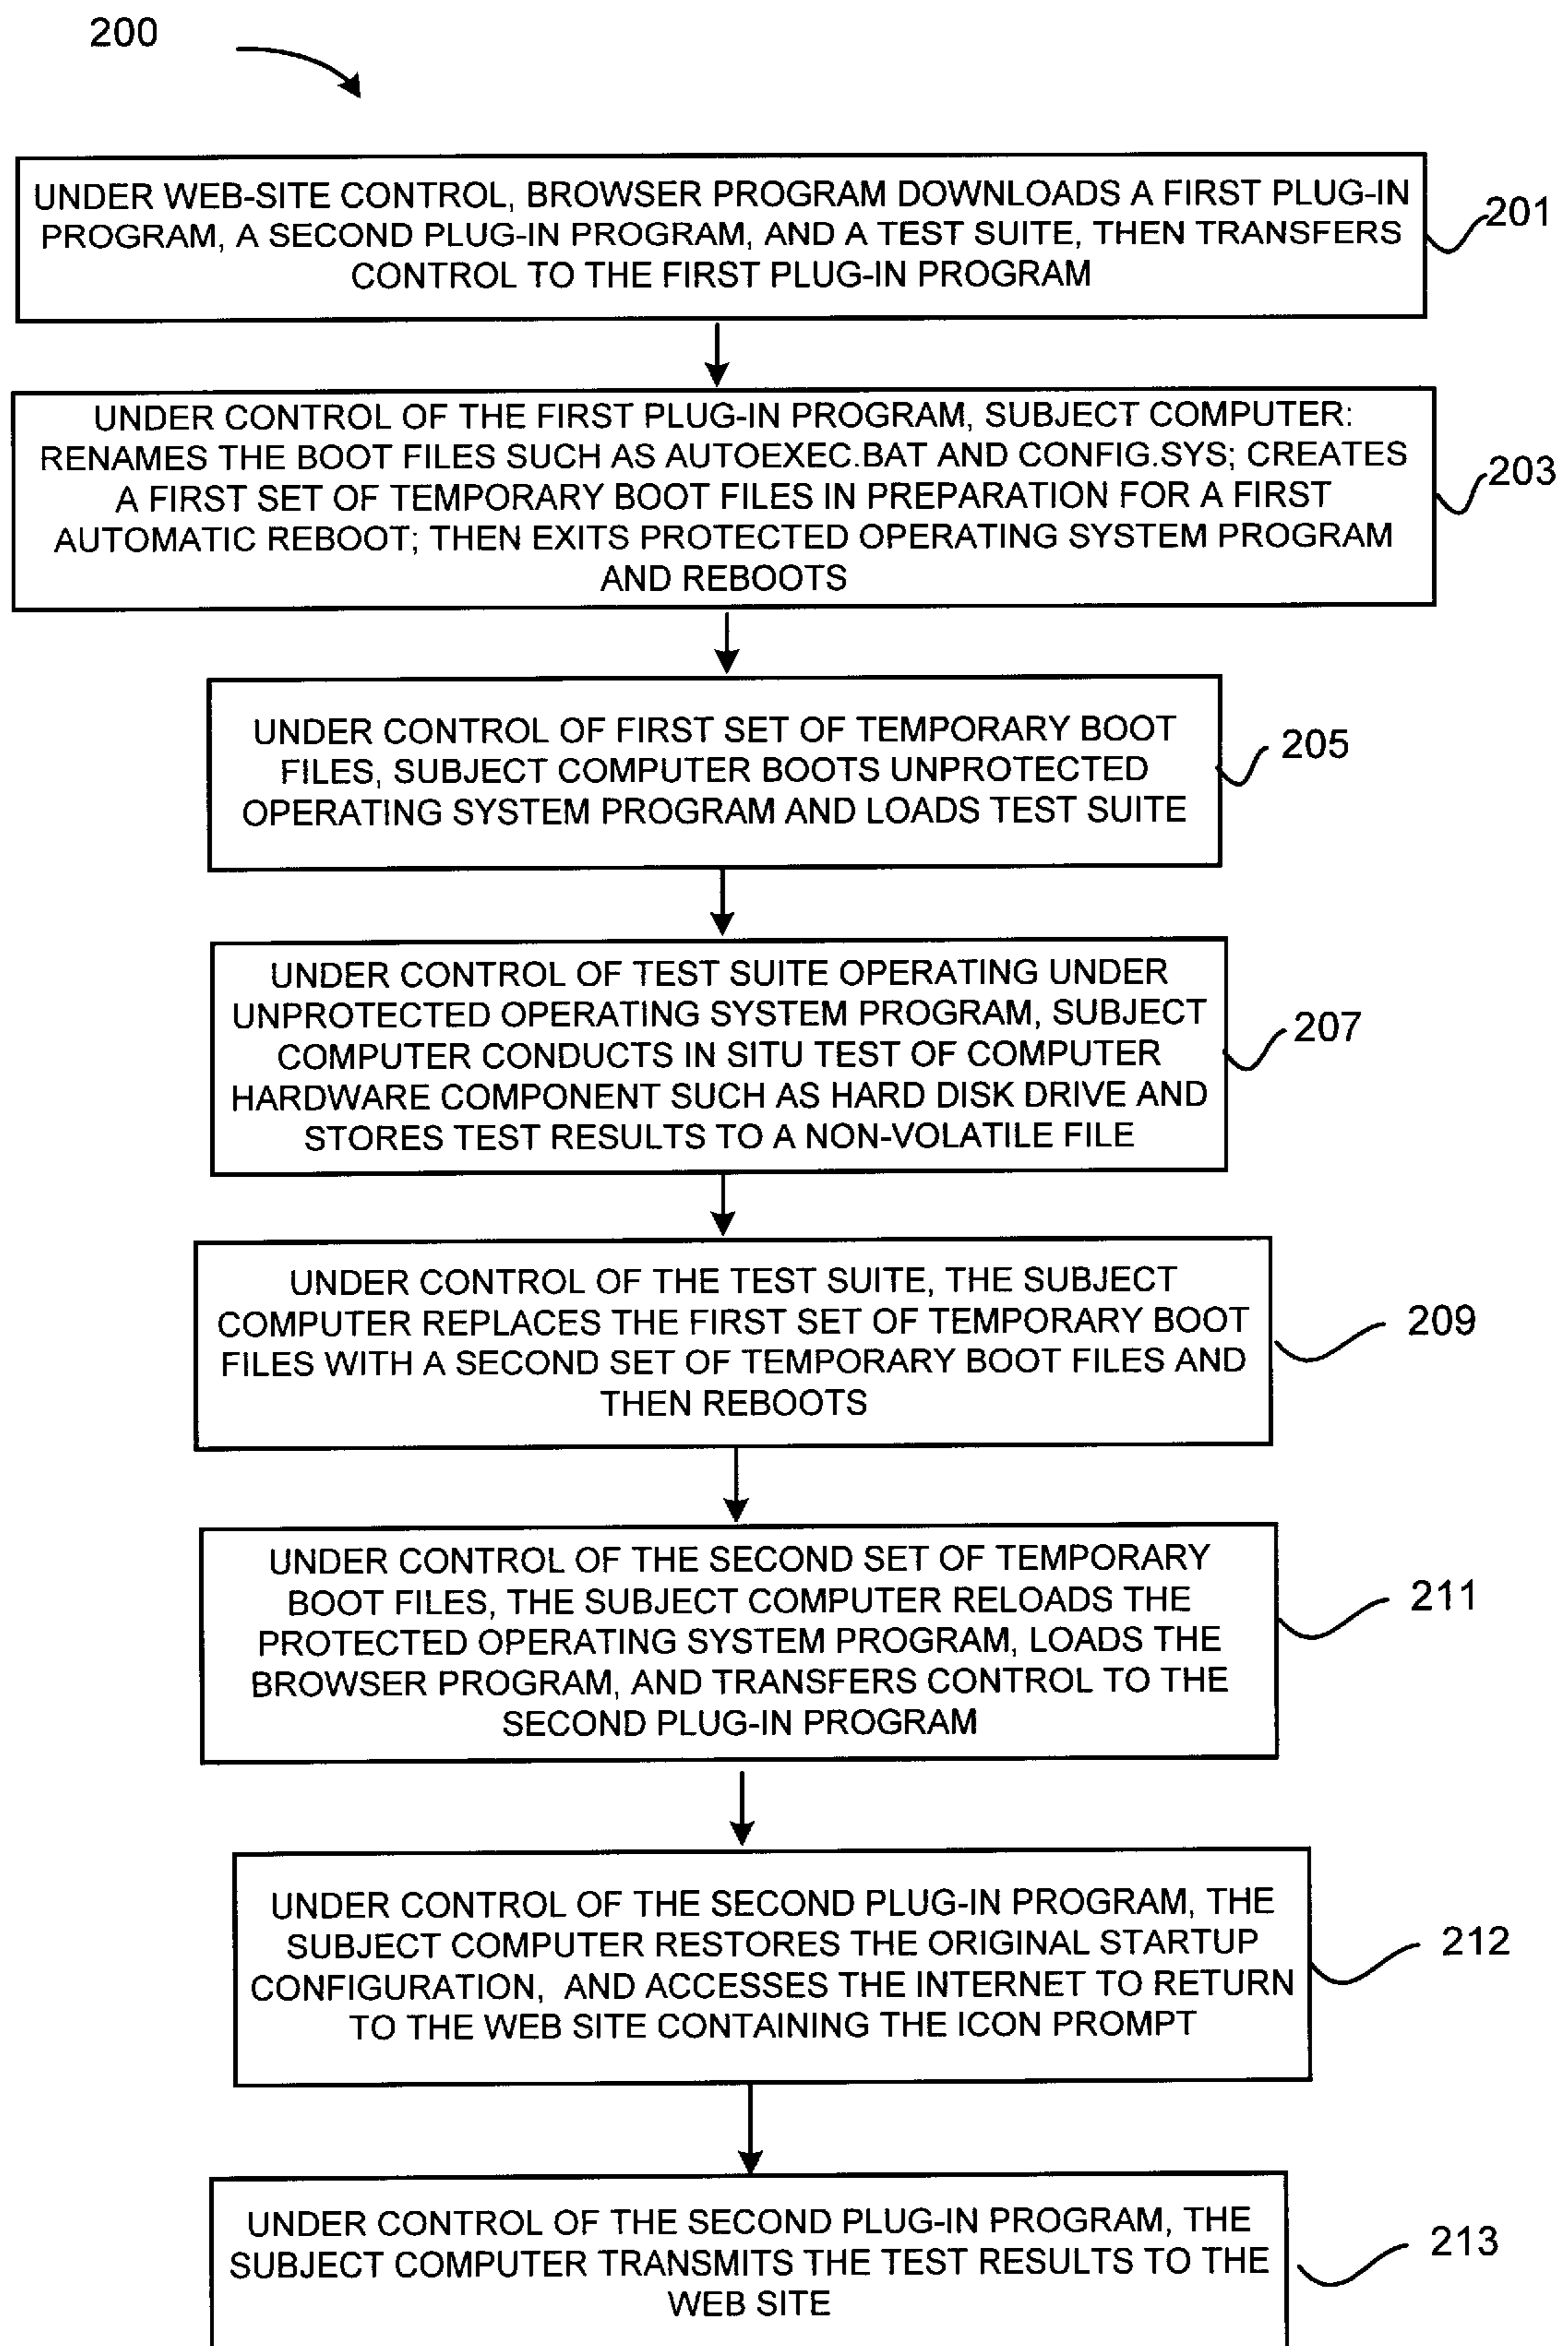 200
UNDER WEB-SITE CONTROL, BROWSER PROGRAM DOWNLOADS A FIRST PLUG-IN
PROGRAM, A SECOND PLUG-IN PROGRAM, AND A TEST SUITE, THEN TRANSFERS
CONTROL TO THE FIRST PLUG-IN PROGRAM
201
UNDER CONTROL OF THE FIRST PLUG-IN PROGRAM, SUBJECT COMPUTER:
RENAMES THE BOOT FILES SUCH AS AUTOEXEC.BAT AND CONFIG.SYS; CREATES
A FIRST SET OF TEMPORARY BOOT FILES IN PREPARATION FOR A FIRST
AUTOMATIC REBOOT; THEN EXITS PROTECTED OPERATING SYSTEM PROGRAM
AND REBOOTS
203
UNDER CONTROL OF FIRST SET OF TEMPORARY BOOT
FILES, SUBJECT COMPUTER BOOTS UNPROTECTED
OPERATING SYSTEM PROGRAM AND LOADS TEST SUITE
205
UNDER CONTROL OF TEST SUITE OPERATING UNDER
UNPROTECTED OPERATING SYSTEM PROGRAM, SUBJECT
COMPUTER CONDUCTS IN SITU TEST OF COMPUTER
HARDWARE COMPONENT SUCH AS HARD DISK DRIVE AND
STORES TEST RESULTS TO A NON-VOLATILE FILE
207
UNDER CONTROL OF THE TEST SUITE, THE SUBJECT
COMPUTER REPLACES THE FIRST SET OF TEMPORARY BOOT
FILES WITH A SECOND SET OF TEMPORARY BOOT FILES AND
THEN REBOOTS
209
UNDER CONTROL OF THE SECOND SET OF TEMPORARY
BOOT FILES, THE SUBJECT COMPUTER RELOADS THE
PROTECTED OPERATING SYSTEM PROGRAM, LOADS THE
BROWSER PROGRAM, AND TRANSFERS CONTROL TO THE
SECOND PLUG-IN PROGRAM
211
UNDER CONTROL OF THE SECOND PLUG-IN PROGRAM, THE
SUBJECT COMPUTER RESTORES THE ORIGINAL STARTUP
CONFIGURATION, AND ACCESSES THE INTERNET TO RETURN
TO THE WEB SITE CONTAINING THE ICON PROMPT
212
UNDER CONTROL OF THE SECOND PLUG-IN PROGRAM, THE
SUBJECT COMPUTER TRANSMITS THE TEST RESULTS TO THE
WEB SITE
213